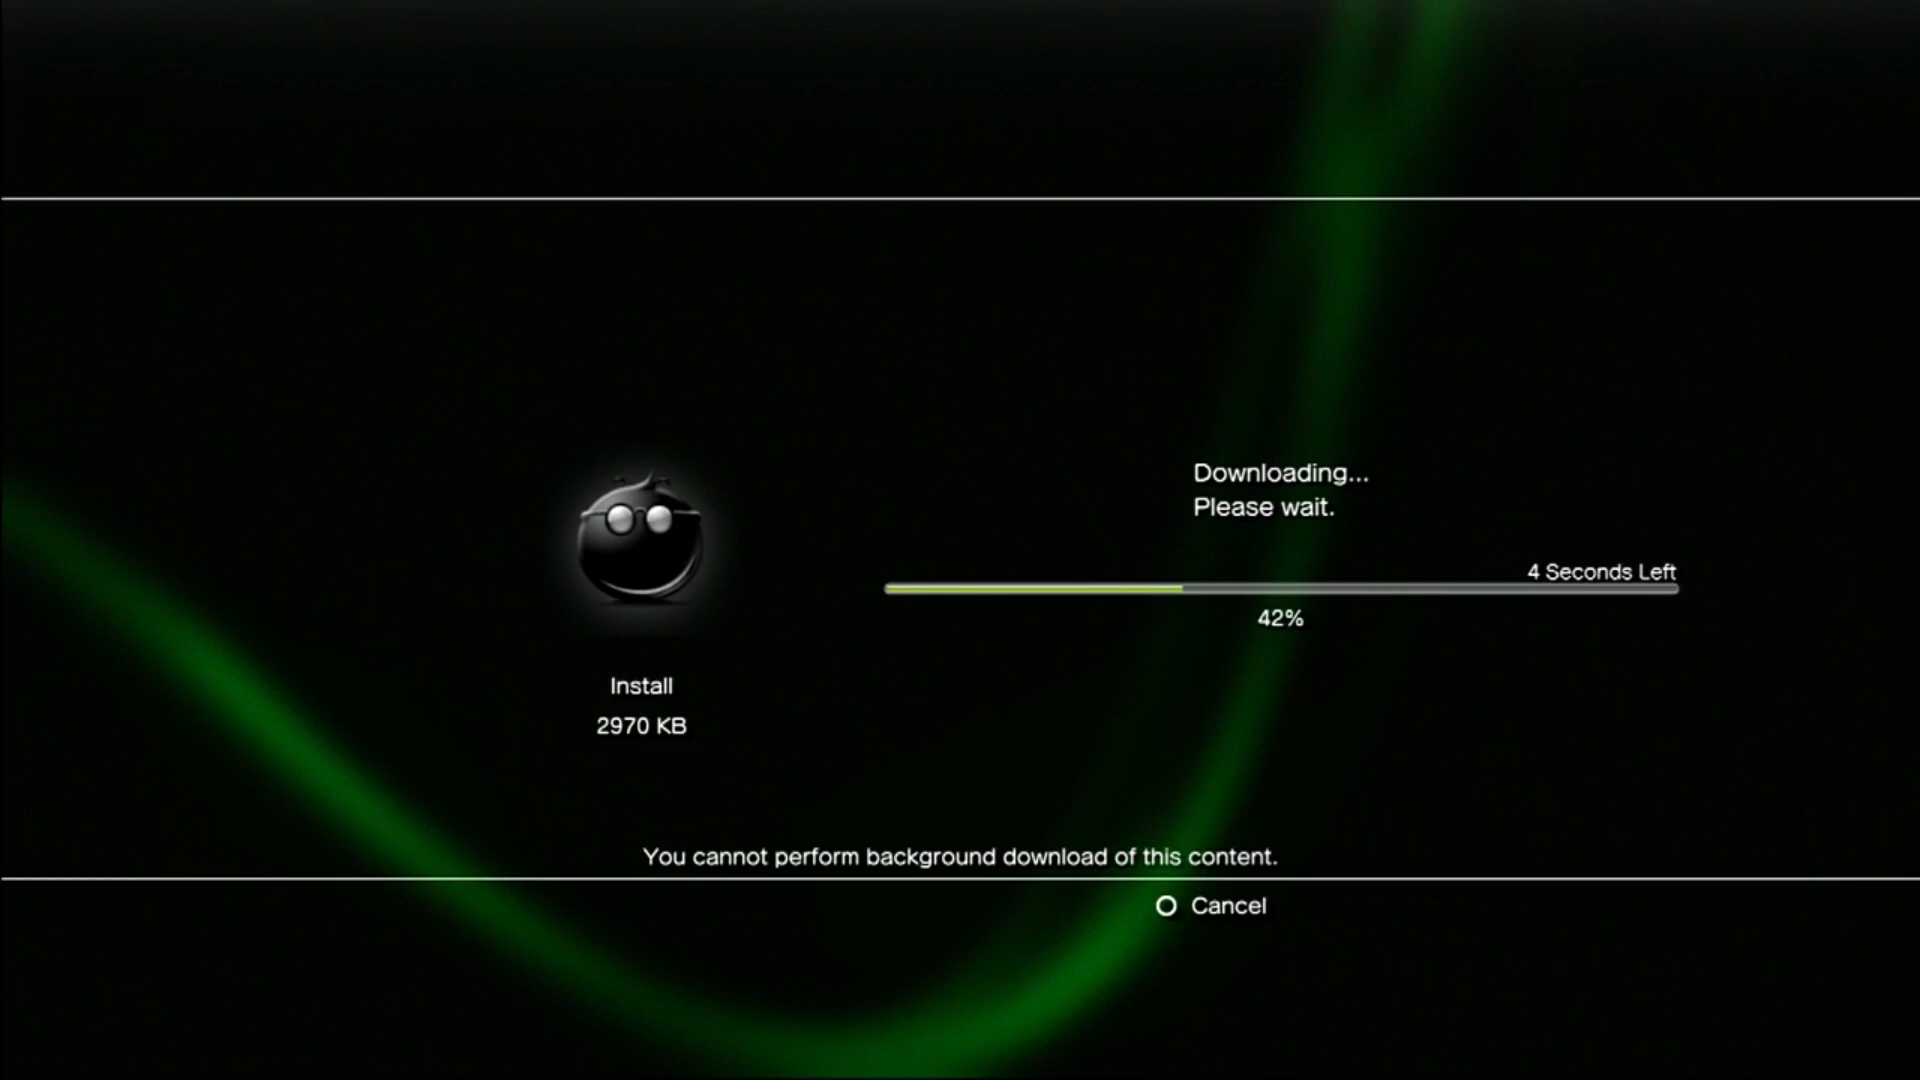 Downloading...
Please wait.
4 Seconds Left
42%
Install
2970 KB
You cannot perform background download of this content.
Cancel